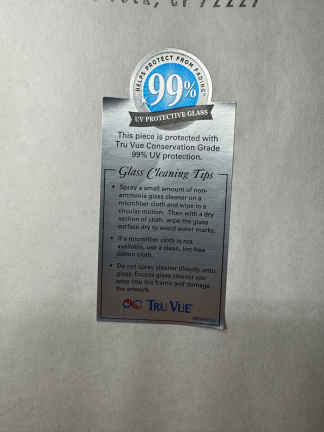 HELPS PROTECT FROM FADING*
99%
UV PROTECTIVE GLASS
This piece is protected with
Tru Vue Conservation Grade
99% UV protection.
Glass Cleaning Tips
• Spray a small amount of non-
ammonia glass cleaner on a
microfiber cloth and wipe in a
circular motion. Then with a dry
section of cloth, wipe the glass
surface dry to avoid water marks.
• If a microfiber cloth is not
available, use a clean, lint-free
cotton cloth.
• Do not spray cleaner directly onto
glass. Excess glass cleaner can
seep into the frame and damage
the artwork.
TRU VUE